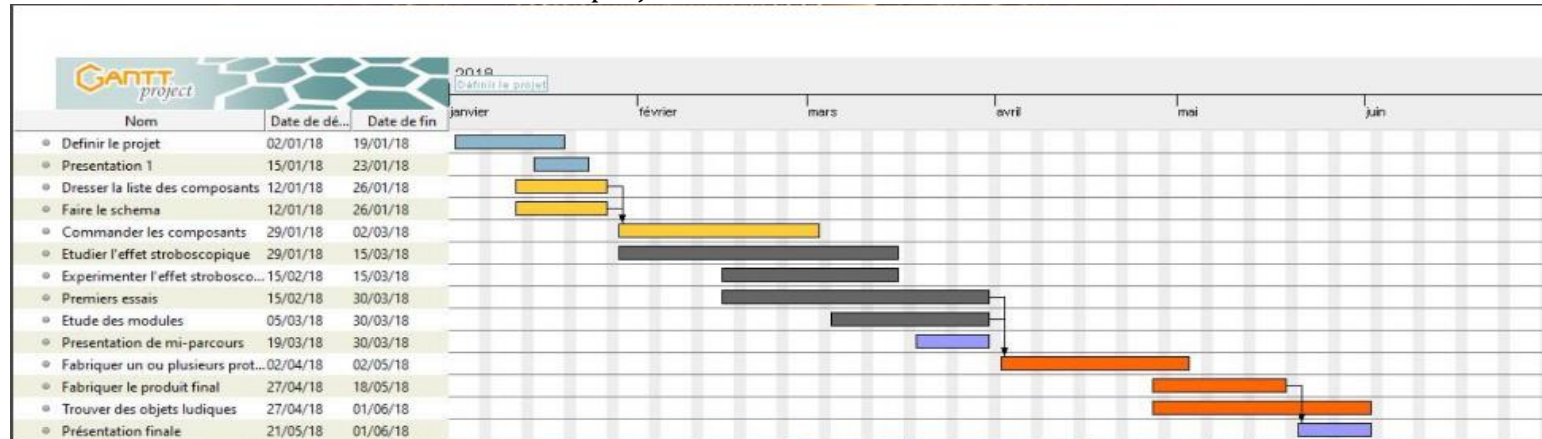 GANTT
project
2018
Définir le projet
janvier février mars avril mai juin
Nom Date de dé... Date de fin
Definir le projet 02/01/18 19/01/18
Presentation 1 15/01/18 23/01/18
Dresser la liste des composants 12/01/18 26/01/18
Faire le schema 12/01/18 26/01/18
Commander les composants 29/01/18 02/03/18
Etudier l'effet stroboscopique 29/01/18 15/03/18
Experimenter l'effet strobosco... 15/02/18 15/03/18
Premiers essais 15/02/18 30/03/18
Etude des modules 05/03/18 30/03/18
Presentation de mi-parcours 19/03/18 30/03/18
Fabriquer un ou plusieurs prot... 02/04/18 02/05/18
Fabriquer le produit final 27/04/18 18/05/18
Trouver des objets ludiques 27/04/18 01/06/18
Présentation finale 21/05/18 01/06/18